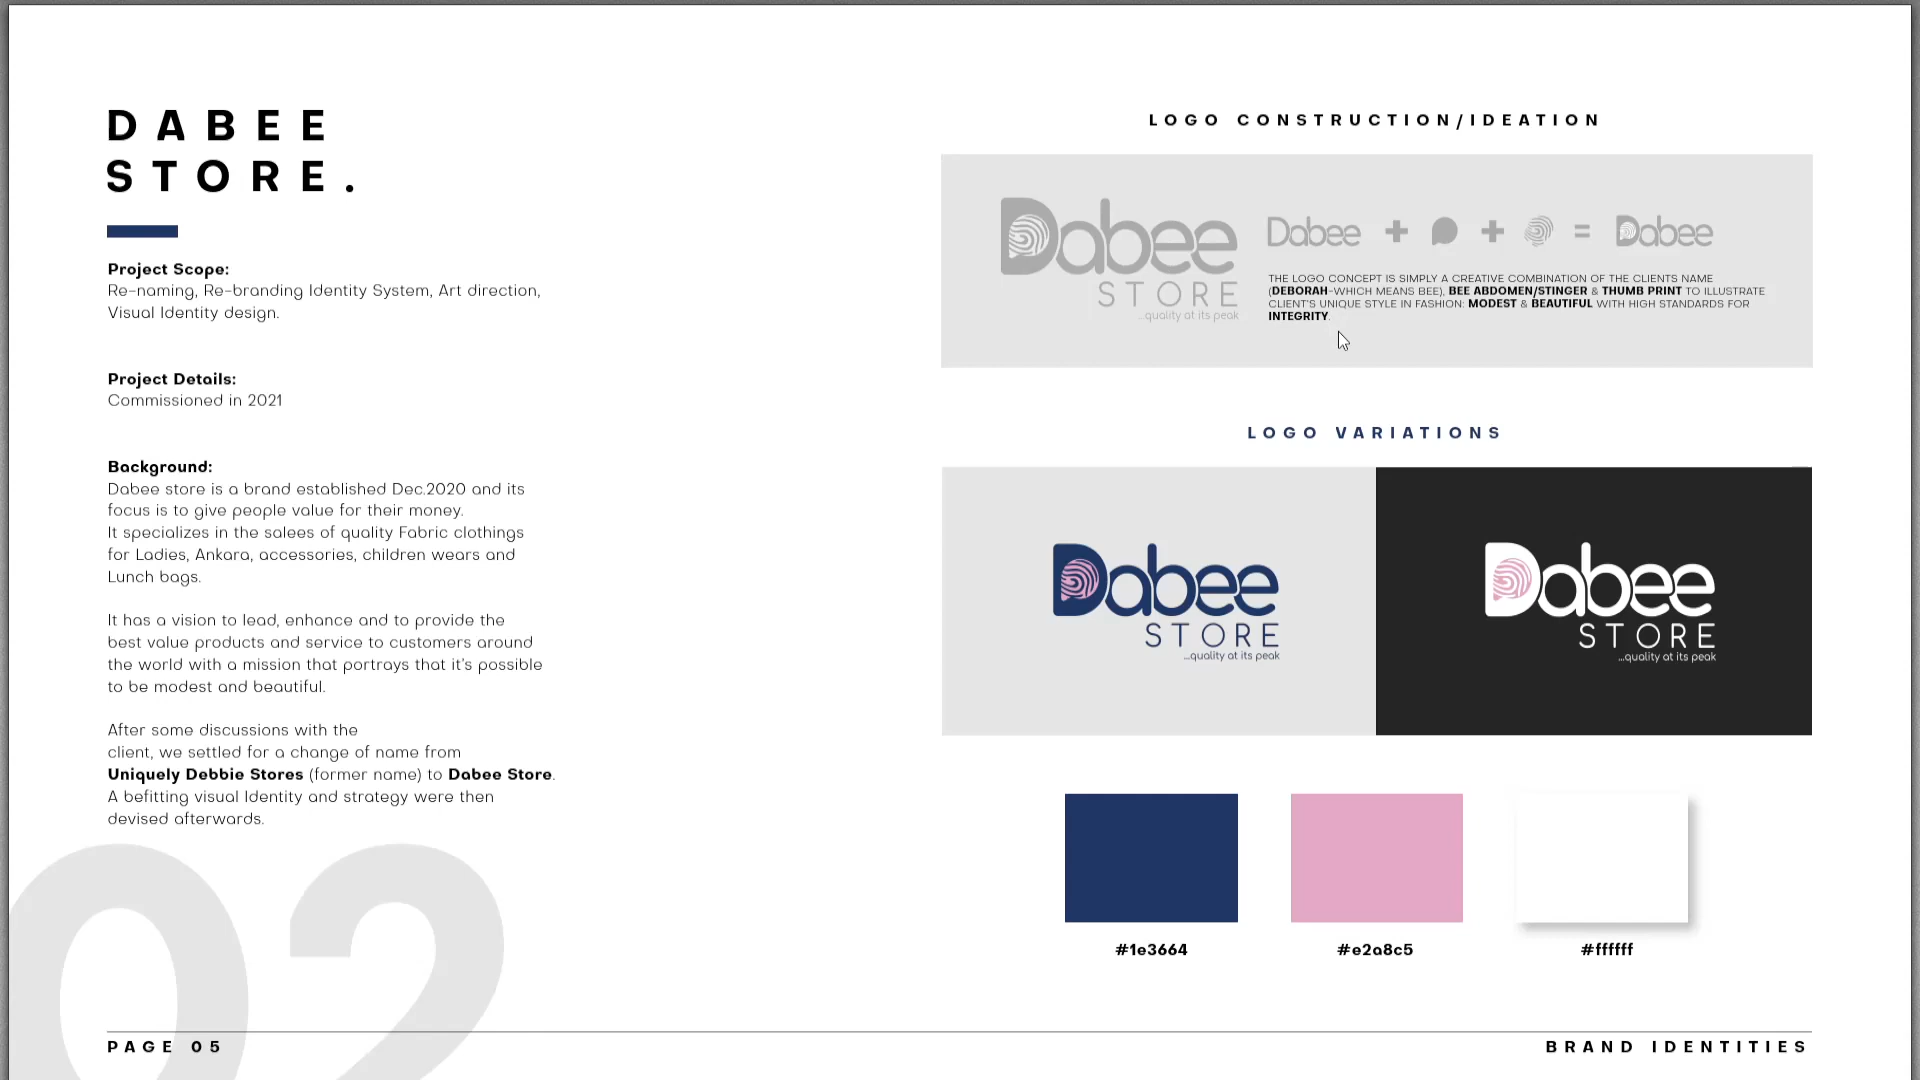 DABEE
STORE.
Project Scope:
Re-naming, Re-branding Identity System, Art direction,
Visual Identity design.
Project Details:
Commissioned in 2021
Background:
Dabee store is a brand established Dec.2020 and its
focus is to give people value for their money.
It specializes in the salees of quality Fabric clothings
for Ladies, Ankara, accessories, children wears and
Lunch bags.
It has a vision to lead, enhance and to provide the
best value products and service to customers around
the world with a mission that portrays that it's possible
to be modest and beautiful.
After some discussions with the
client, we settled for a change of name from
Uniquely Debbie Stores (former name) to Dabee Store.
A befitting visual Identity and strategy were then
devised afterwards.
02
PAGE 05
LOGO CONSTRUCTION/IDEATION
Dabee
STORE
...quality at its peak
Dabee + + = Dabee
THE LOGO CONCEPT IS SIMPLY A CREATIVE COMBINATION OF THE CLIENTS NAME
(DEBORAH-WHICH MEANS BEE), BEE ABDOMEN/STINGER & THUMB PRINT TO ILLUSTRATE
CLIENT'S UNIQUE STYLE IN FASHION: MODEST & BEAUTIFUL WITH HIGH STANDARDS FOR
INTEGRITY.
LOGO VARIATIONS
Dabee
STORE
...quality at its peak
Dabee
STORE
...quality at its peak
#1e3664
#e2a8c5
#ffffff
BRAND IDENTITIES